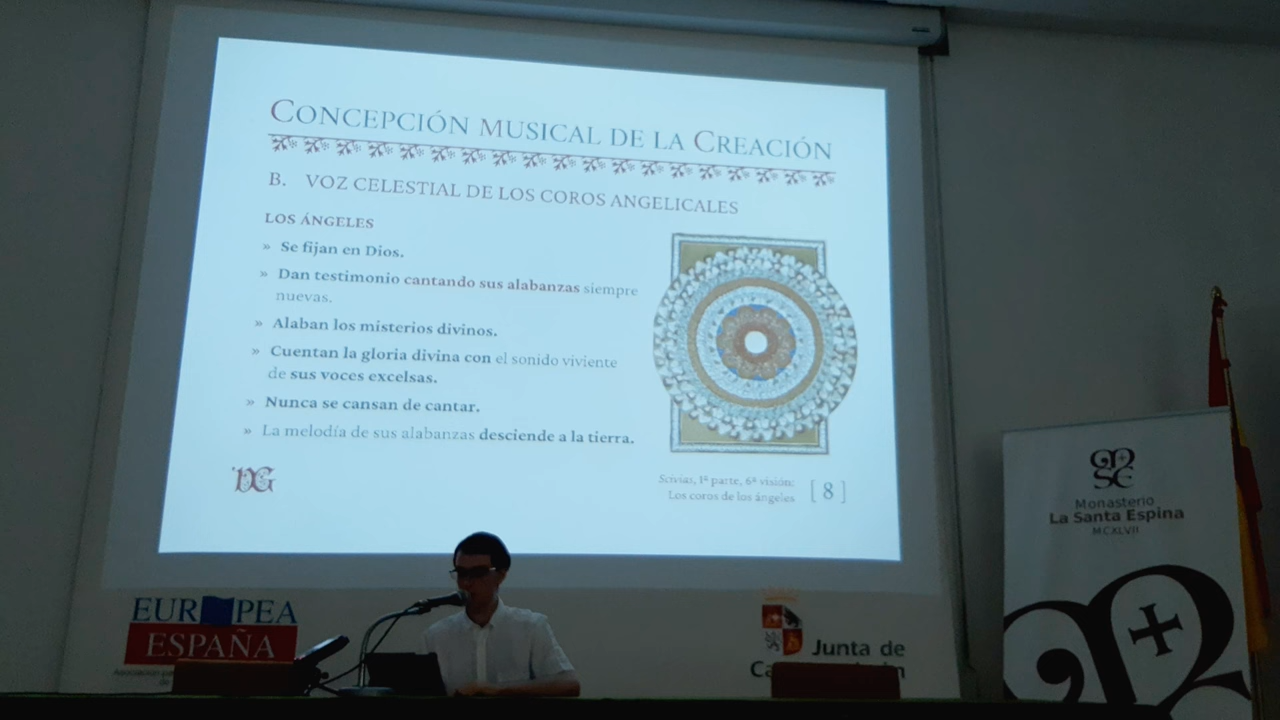 CONCEPCIÓN MUSICAL DE LA CREACIÓN
B. VOZ CELESTIAL DE LOS COROS ANGELICALES
LOS ÁNGELES
» Se fijan en Dios.
» Dan testimonio cantando sus alabanzas siempre
nuevas.
» Alaban los misterios divinos.
» Cuentan la gloria divina con el sonido viviente
de sus voces excelsas.
» Nunca se cansan de cantar.
» La melodía de sus alabanzas desciende a la tierra.
Scivias, 1ª parte, 6ª visión:
Los coros de los ángeles
[ 8 ]
Monasterio
La Santa Espina
MCXLVII
EUR PEA
ESPAÑA
Junta de